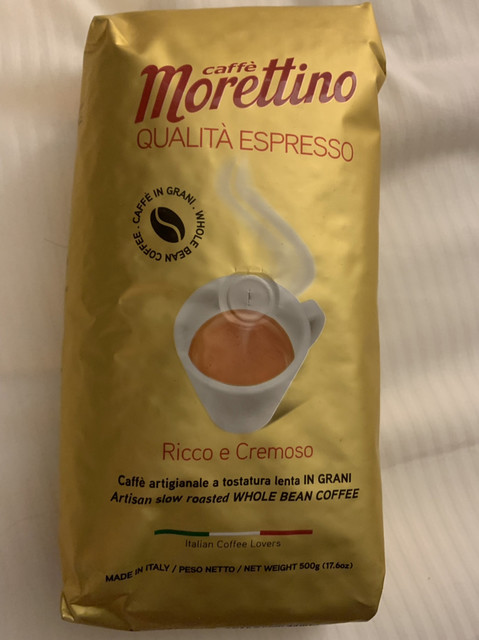 caffè
Morettino
QUALITÀ ESPRESSO
CAFFÈ IN GRANI . WHOLE BEAN COFFEE .
Ricco e Cremoso
Caffè artigianale a tostatura lenta IN GRANI
Artisan slow roasted WHOLE BEAN COFFEE
Italian Coffee Lovers
MADE IN ITALY / PESO NETTO / NET WEIGHT 500g (17.6oz)